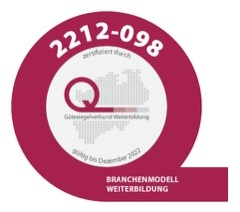 2212-098
zertifiziert durch
Q
Gütesiegelverbund Weiterbildung
gültig bis Dezember 2022
BRANCHENMODELL
WEITERBILDUNG